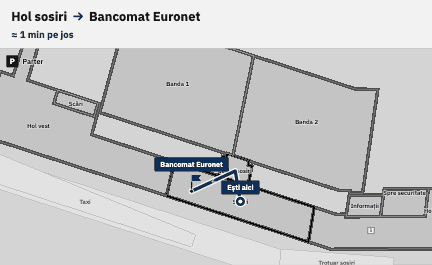 Hol sosiri → Bancomat Euronet
≈ 1 min pe jos
P Parter
Banda 1
Scări
Banda 2
Hol vest
Bancomat Euronet
Ești aici
Spre securitate
Taxi
Informații
Trotuar sosiri